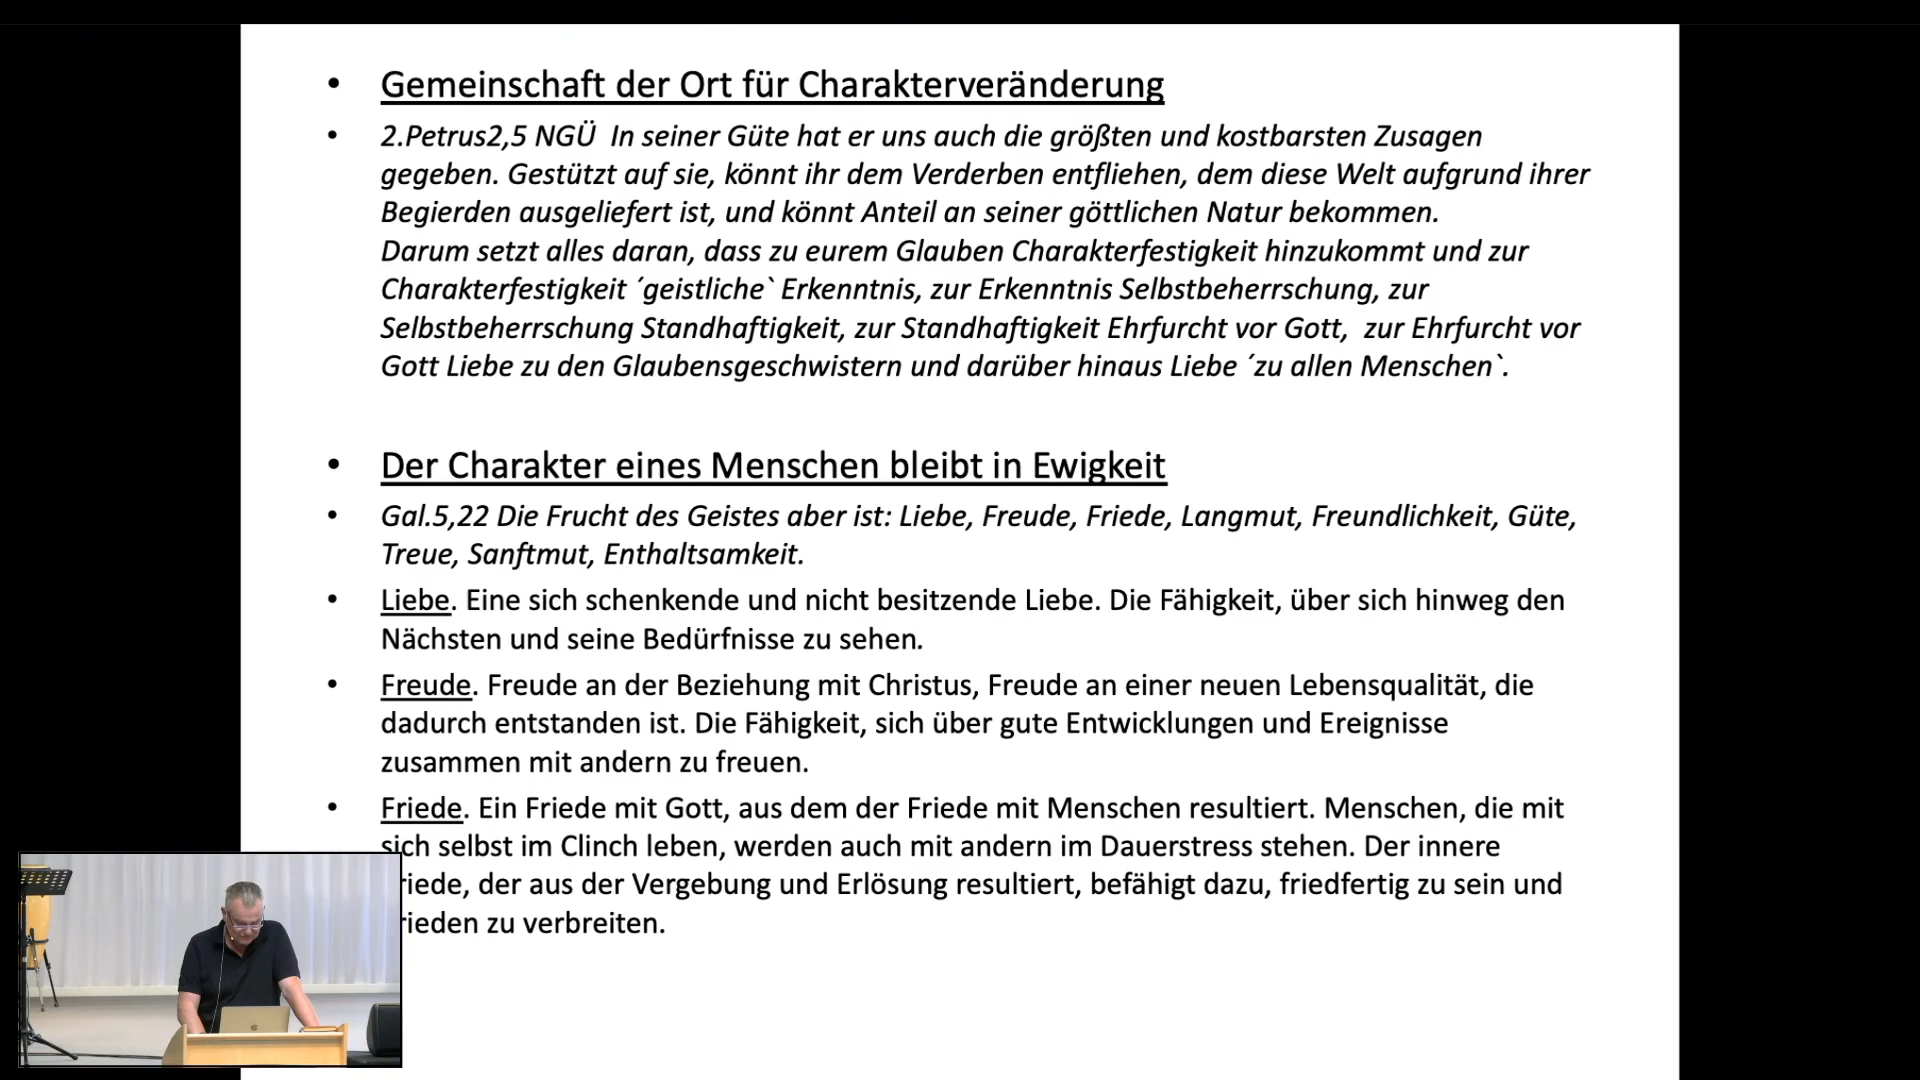 • Gemeinschaft der Ort für Charakterveränderung
• 2.Petrus2,5 NGÜ  In seiner Güte hat er uns auch die größten und kostbarsten Zusagen
gegeben. Gestützt auf sie, könnt ihr dem Verderben entfliehen, dem diese Welt aufgrund ihrer
Begierden ausgeliefert ist, und könnt Anteil an seiner göttlichen Natur bekommen.
Darum setzt alles daran, dass zu eurem Glauben Charakterfestigkeit hinzukommt und zur
Charakterfestigkeit ´geistliche` Erkenntnis, zur Erkenntnis Selbstbeherrschung, zur
Selbstbeherrschung Standhaftigkeit, zur Standhaftigkeit Ehrfurcht vor Gott,  zur Ehrfurcht vor
Gott Liebe zu den Glaubensgeschwistern und darüber hinaus Liebe ´zu allen Menschen`.
• Der Charakter eines Menschen bleibt in Ewigkeit
• Gal.5,22 Die Frucht des Geistes aber ist: Liebe, Freude, Friede, Langmut, Freundlichkeit, Güte,
Treue, Sanftmut, Enthaltsamkeit.
• Liebe. Eine sich schenkende und nicht besitzende Liebe. Die Fähigkeit, über sich hinweg den
Nächsten und seine Bedürfnisse zu sehen.
• Freude. Freude an der Beziehung mit Christus, Freude an einer neuen Lebensqualität, die
dadurch entstanden ist. Die Fähigkeit, sich über gute Entwicklungen und Ereignisse
zusammen mit andern zu freuen.
• Friede. Ein Friede mit Gott, aus dem der Friede mit Menschen resultiert. Menschen, die mit
sich selbst im Clinch leben, werden auch mit andern im Dauerstress stehen. Der innere
riede, der aus der Vergebung und Erlösung resultiert, befähigt dazu, friedfertig zu sein und
rieden zu verbreiten.